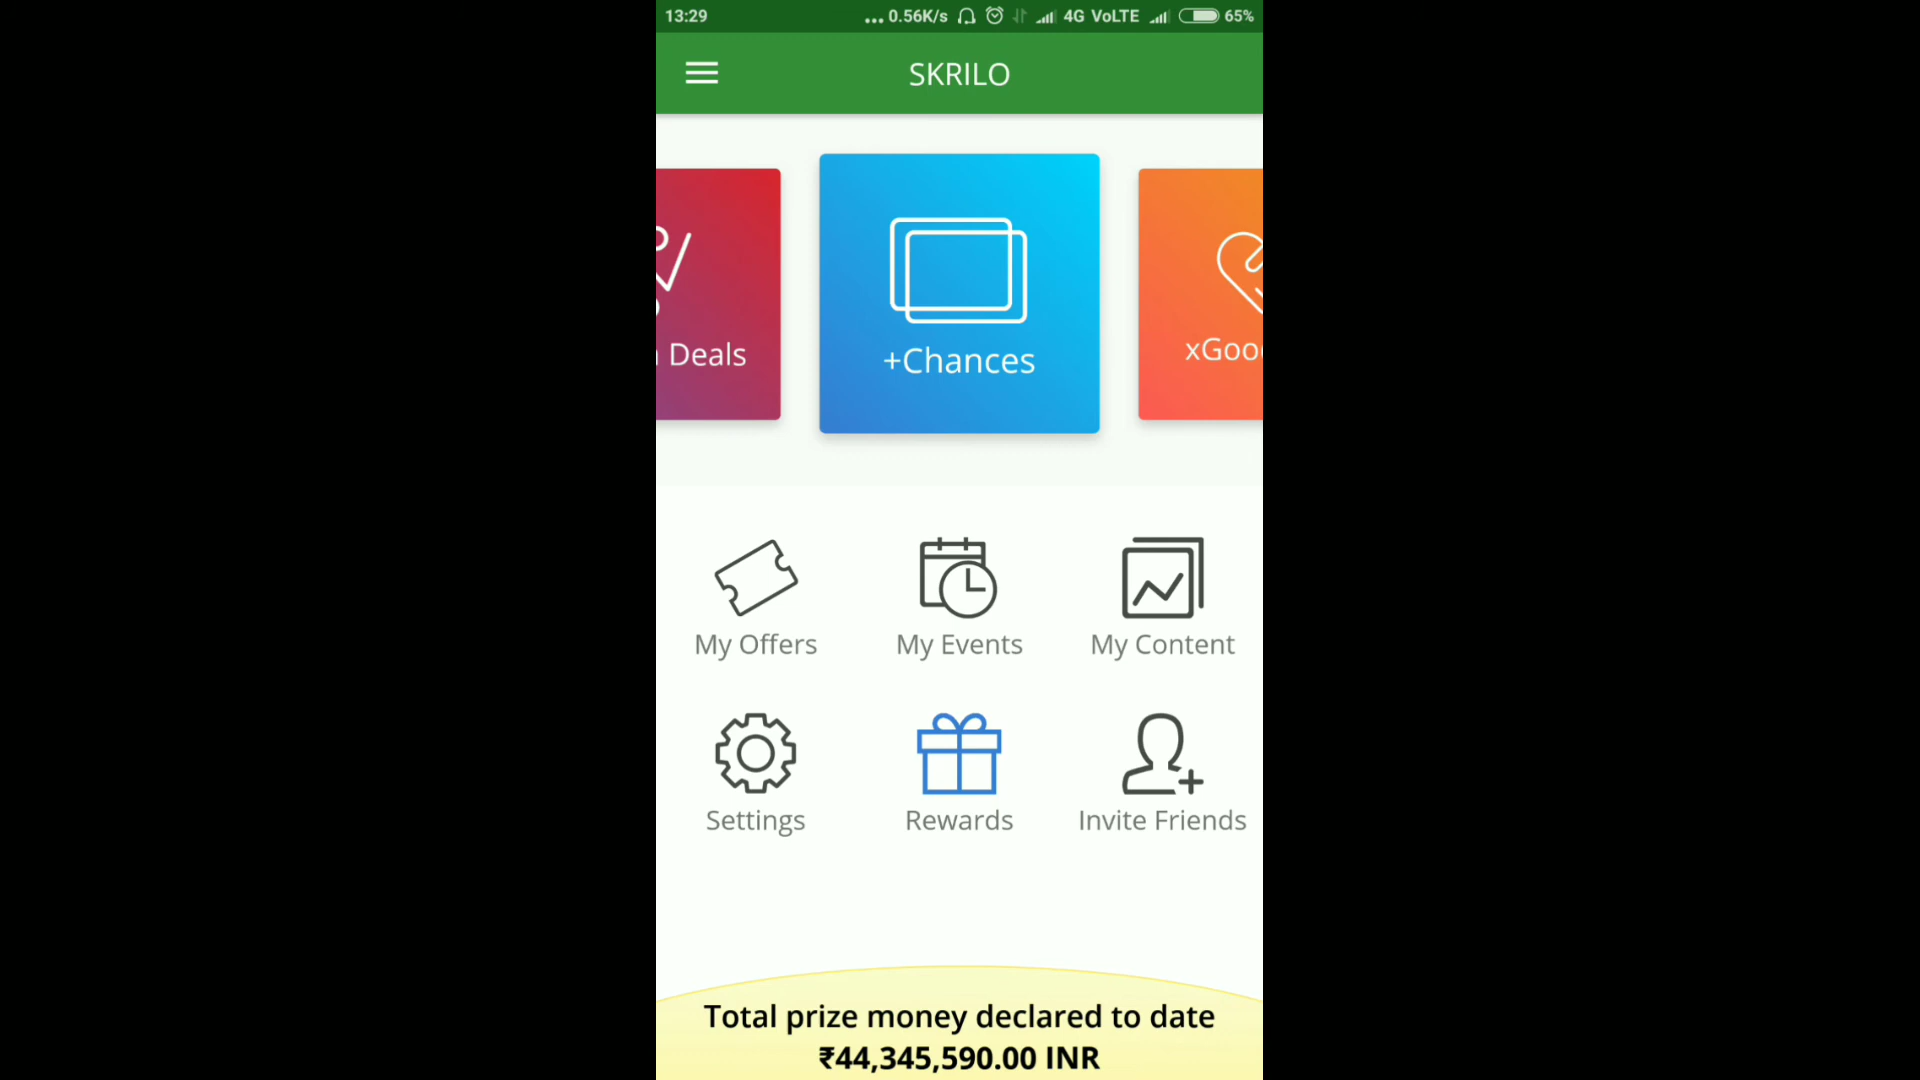 13:29 ... 0.56K/s 4G VoLTE 65%
SKRILO
Deals
+Chances
xGoo
My Offers
My Events
My Content
Settings
Rewards
Invite Friends
Total prize money declared to date
₹44,345,590.00 INR